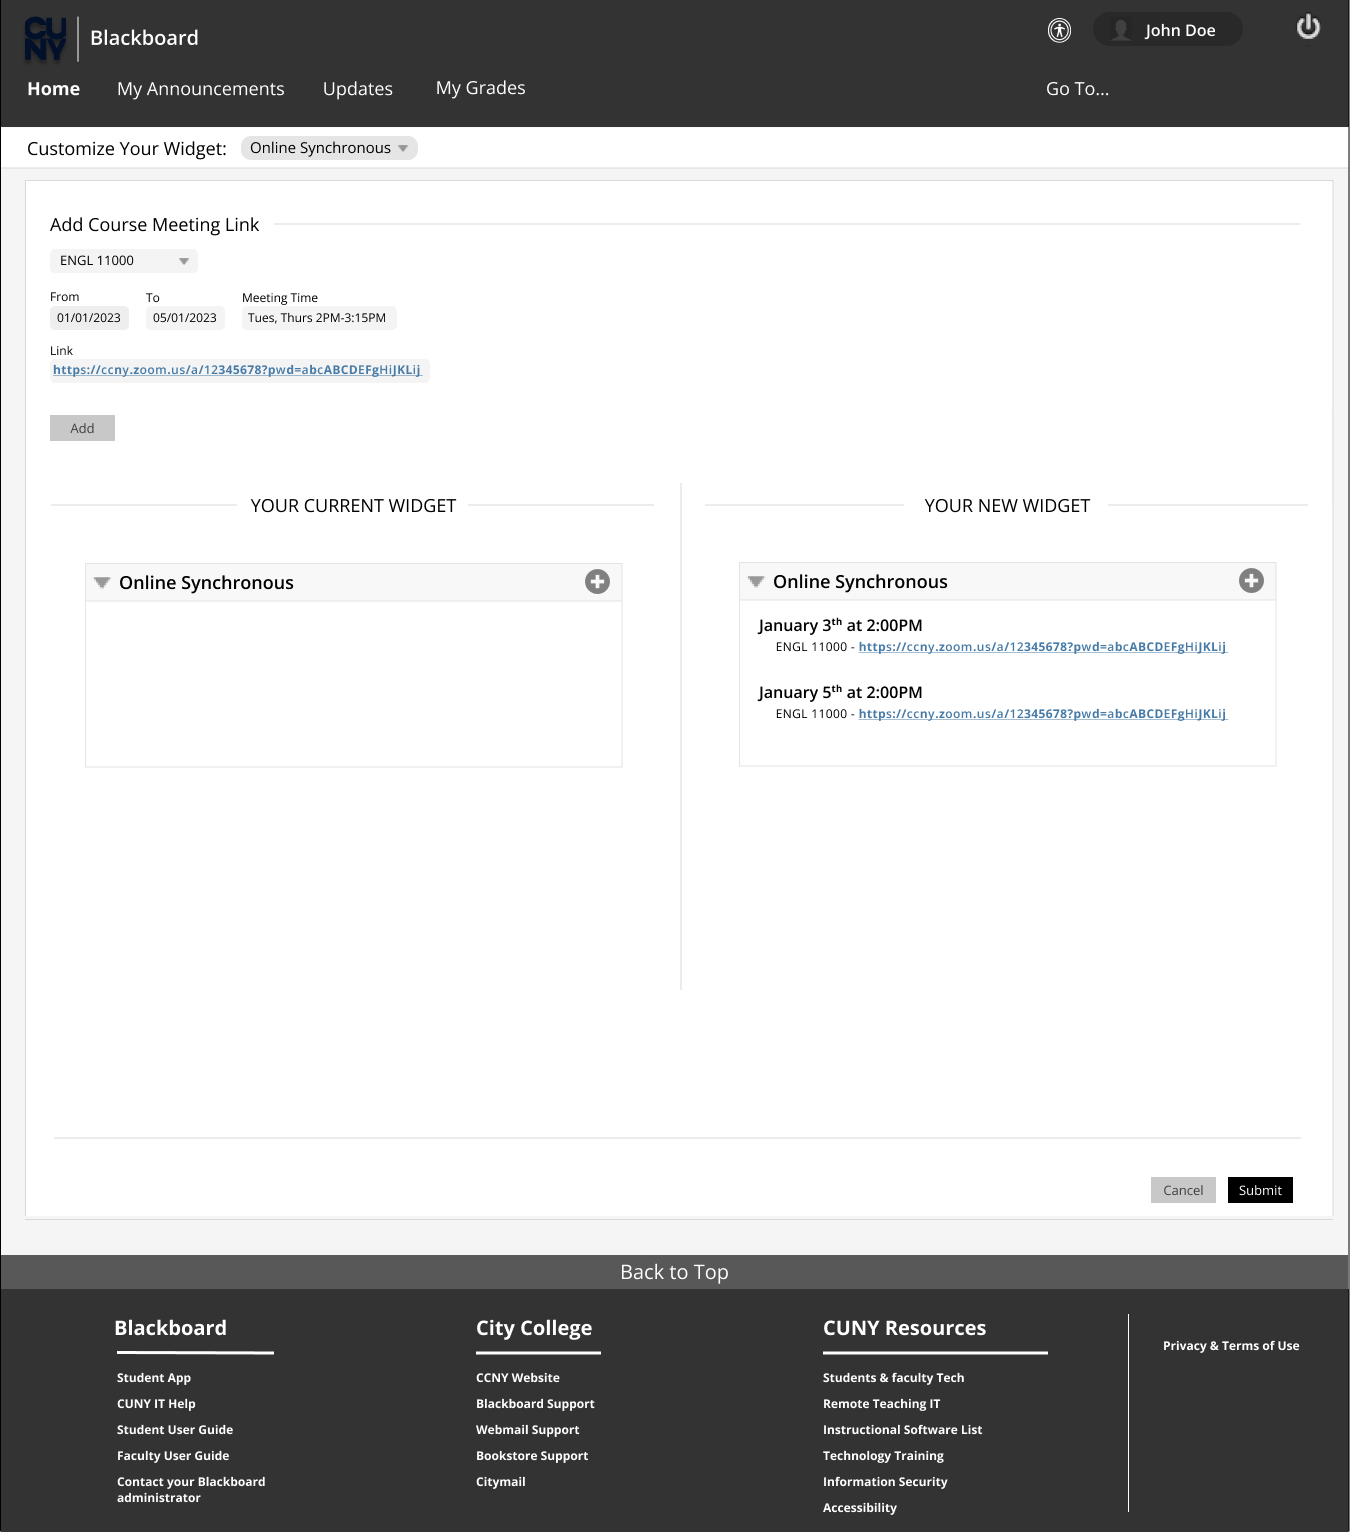 CU
NY
Blackboard
John Doe
Home
My Announcements
Updates
My Grades
Go To...
Customize Your Widget:
Online Synchronous
Add Course Meeting Link
ENGL 11000
From
To
Meeting Time
01/01/2023
05/01/2023
Tues, Thurs 2PM-3:15PM
Link
https://ccny.zoom.us/a/12345678?pwd=abcABCDEFgHiJKLij
Add
YOUR CURRENT WIDGET
Online Synchronous
YOUR NEW WIDGET
Online Synchronous
January 3th at 2:00PM
ENGL 11000 - https://ccny.zoom.us/a/12345678?pwd=abcABCDEFgHiJKLij
January 5th at 2:00PM
ENGL 11000 - https://ccny.zoom.us/a/12345678?pwd=abcABCDEFgHiJKLij
Cancel
Submit
Back to Top
Blackboard
Student App
CUNY IT Help
Student User Guide
Faculty User Guide
Contact your Blackboard
administrator
City College
CCNY Website
Blackboard Support
Webmail Support
Bookstore Support
Citymail
CUNY Resources
Students & faculty Tech
Remote Teaching IT
Instructional Software List
Technology Training
Information Security
Accessibility
Privacy & Terms of Use